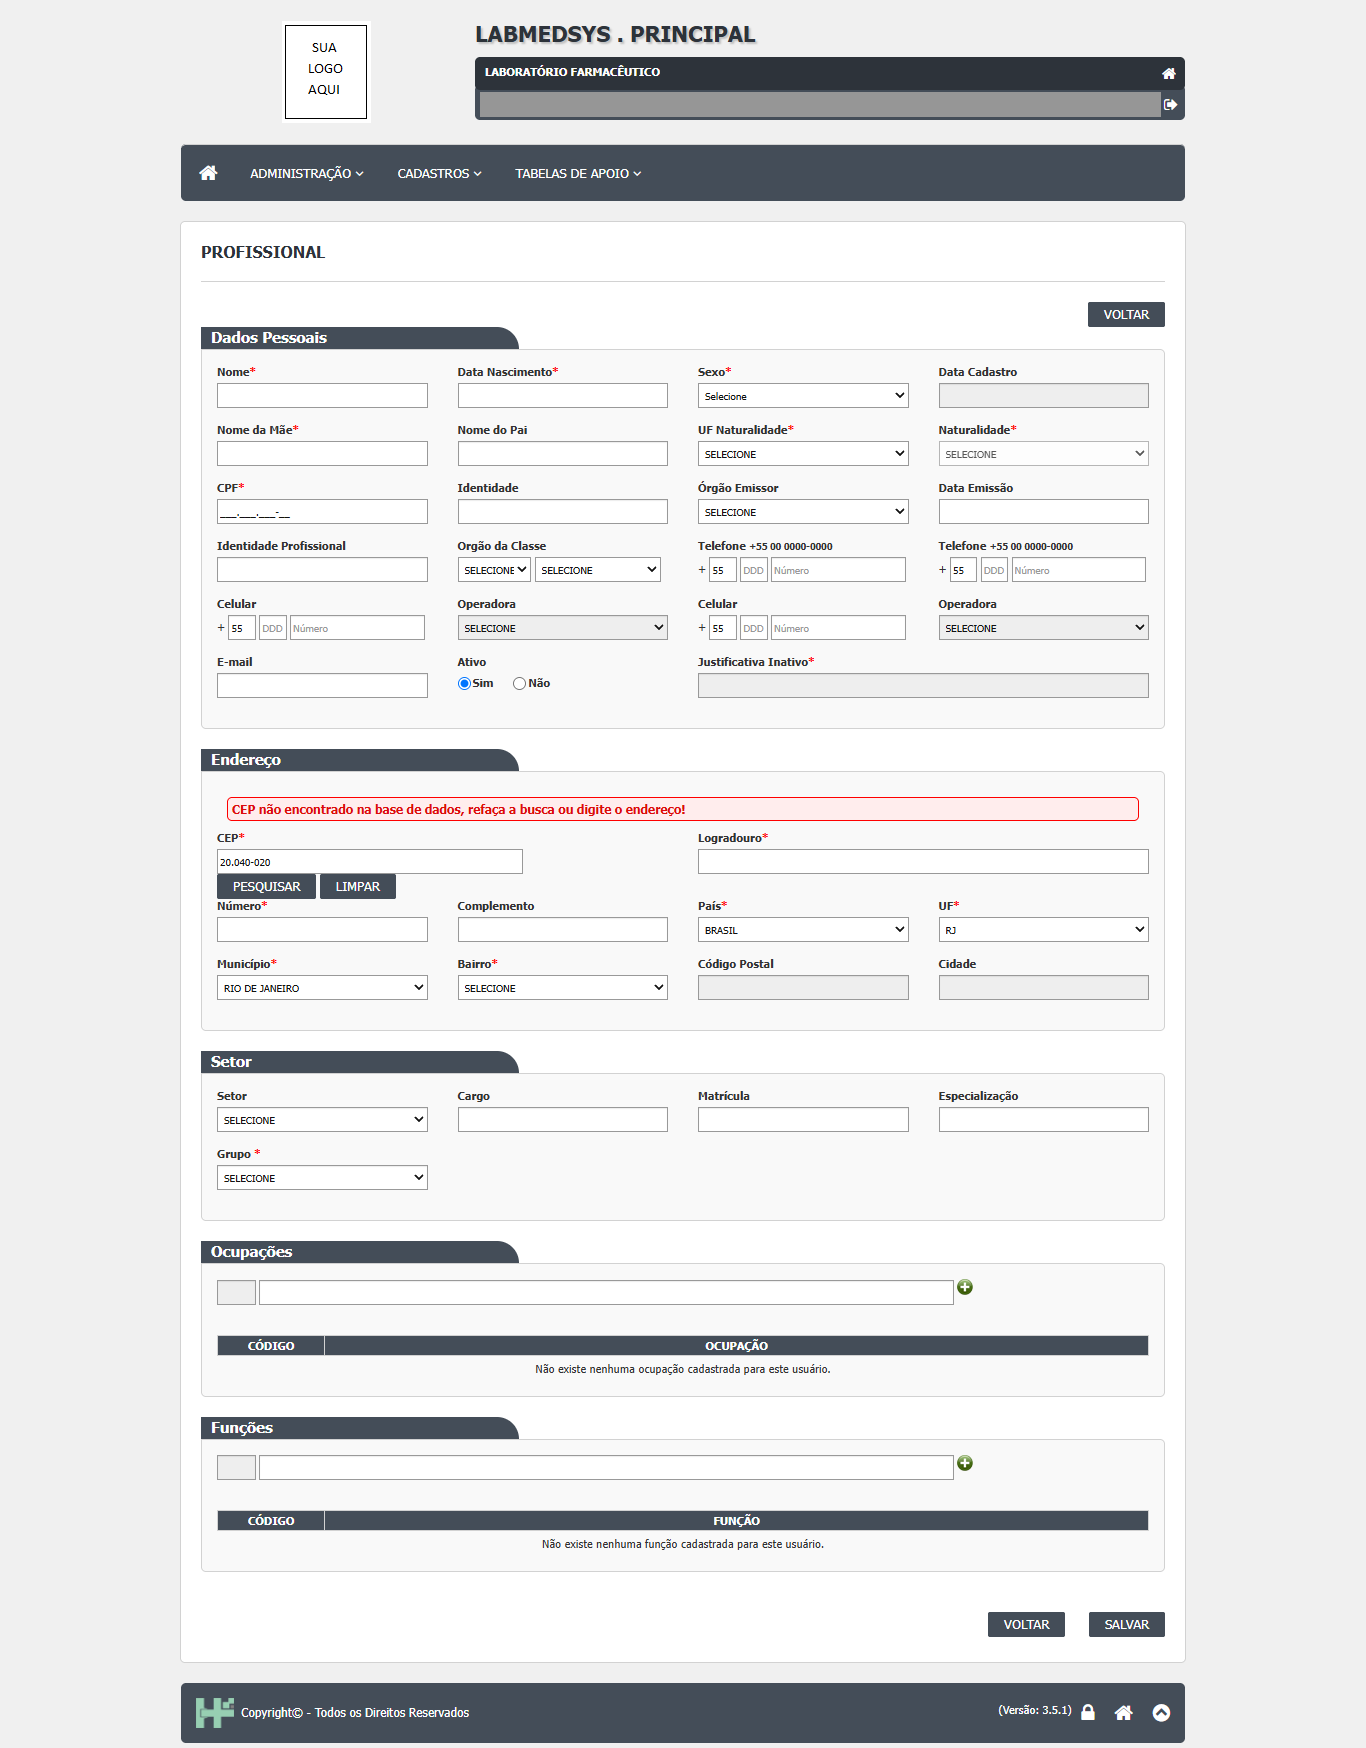 SUA
LOGO
AQUI
LABMEDSYS . PRINCIPAL
LABORATÓRIO FARMACÊUTICO
ADMINISTRAÇÃO CADASTROS TABELAS DE APOIO
PROFISSIONAL
VOLTAR
Dados Pessoais
Nome* Data Nascimento* Sexo* Data Cadastro
Selecione
Nome da Mãe* Nome do Pai UF Naturalidade* Naturalidade*
SELECIONE SELECIONE
CPF* Identidade Órgão Emissor Data Emissão
___.___.___-__ SELECIONE
Identidade Profissional Orgão da Classe Telefone +55 00 0000-0000 Telefone +55 00 0000-0000
SELECIONE SELECIONE + 55 DDD Número + 55 DDD Número
Celular Operadora Celular Operadora
+ 55 DDD Número SELECIONE + 55 DDD Número SELECIONE
E-mail Ativo Justificativa Inativo*
Sim Não
Endereço
CEP não encontrado na base de dados, refaça a busca ou digite o endereço!
CEP* Logradouro*
20.040-020
PESQUISAR LIMPAR
Número* Complemento País* UF*
BRASIL RJ
Município* Bairro* Código Postal Cidade
RIO DE JANEIRO SELECIONE
Setor
Setor Cargo Matrícula Especialização
SELECIONE
Grupo *
SELECIONE
Ocupações
CÓDIGO OCUPAÇÃO
Não existe nenhuma ocupação cadastrada para este usuário.
Funções
CÓDIGO FUNÇÃO
Não existe nenhuma função cadastrada para este usuário.
VOLTAR SALVAR
Copyright© - Todos os Direitos Reservados (Versão: 3.5.1)